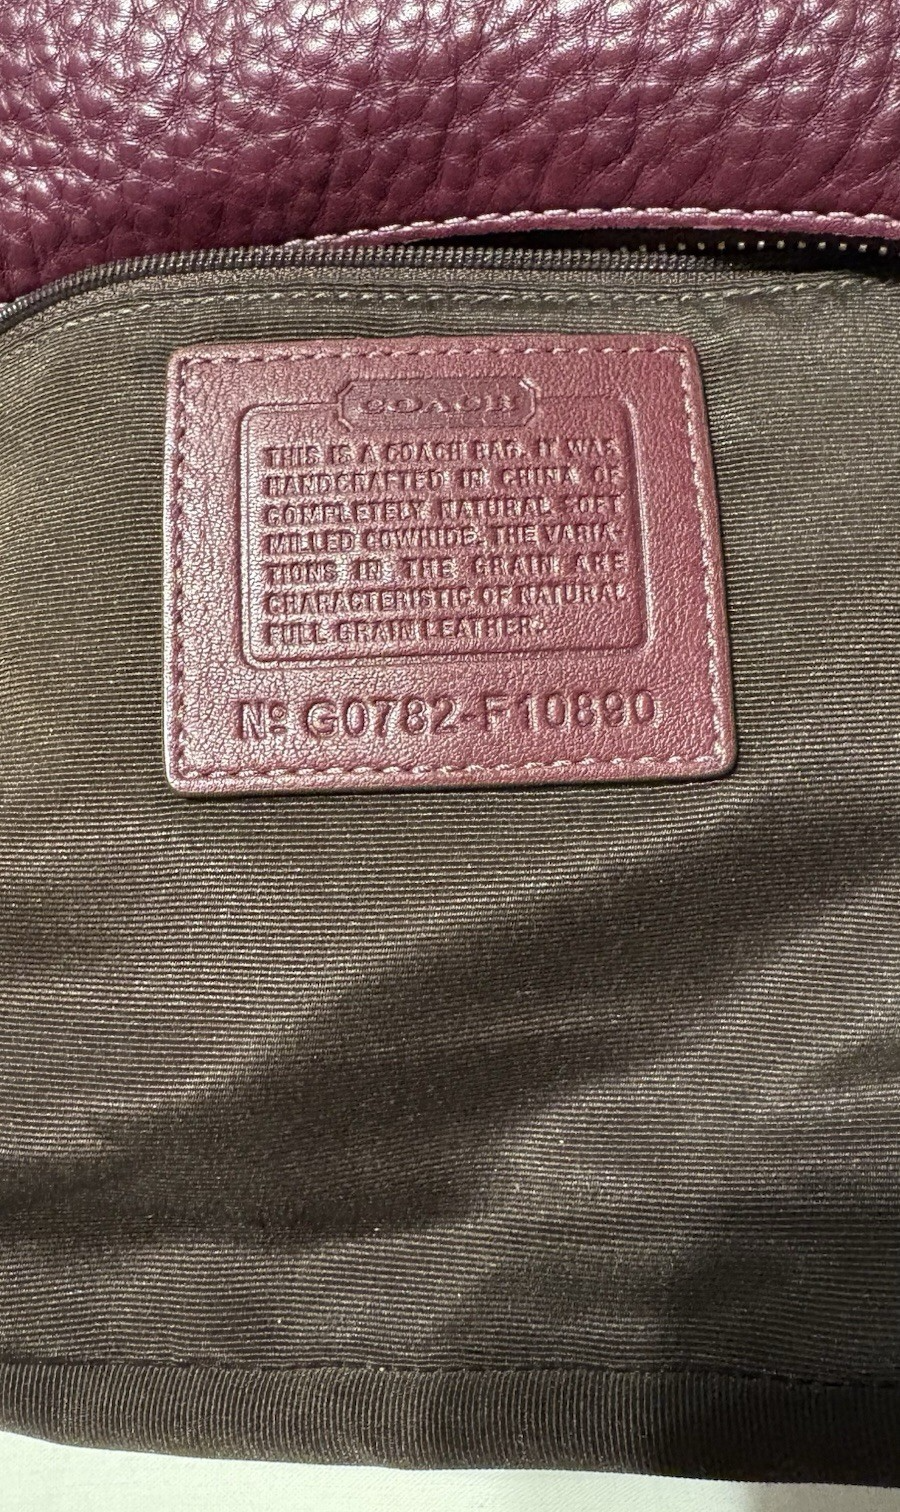 COACH
THIS IS A COACH BAG. IT WAS
HANDCRAFTED IN CHINA OF
COMPLETELY NATURAL SOFT
MILLED COWHIDE. THE VARIA-
TIONS IN THE GRAIN ARE
CHARACTERISTIC OF NATURAL
FULL GRAIN LEATHER.
Nº G0782-F10890